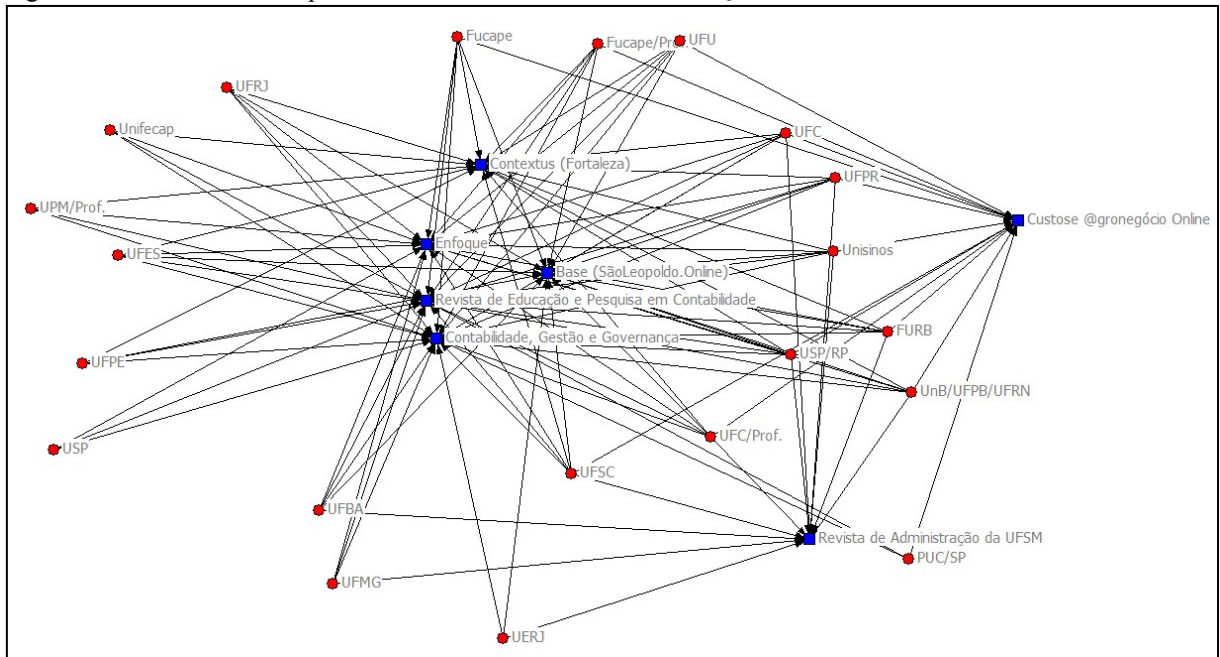 Fucape
Fucape/Prof.
UFU
UFRJ
Unifecap
UFC
Contextus (Fortaleza)
UFPR
UPM/Prof.
Custose @gronegócio Online
Enfoque
Unisinos
UFES
Base (SãoLeopoldo.Online)
Revista de Educação e Pesquisa em Contabilidade
FURB
Contabilidade, Gestão e Governança
USP/RP
UFPE
UnB/UFPB/UFRN
UFC/Prof.
USP
UFSC
UFBA
Revista de Administração da UFSM
PUC/SP
UFMG
UERJ